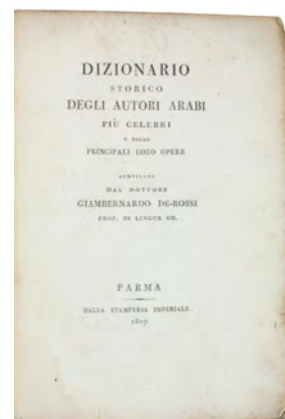 DIZIONARIO
STORICO
DEGLI AUTORI ARABI
PIÙ CELEBRI
E DELLE
PRINCIPALI LORO OPERE
COMPILATO
DAL DOTTORE
GIAMBERNARDO DE-ROSSI
PROF. DI LINGUE OR.
PARMA
DALLA STAMPERIA IMPERIALE.
1807